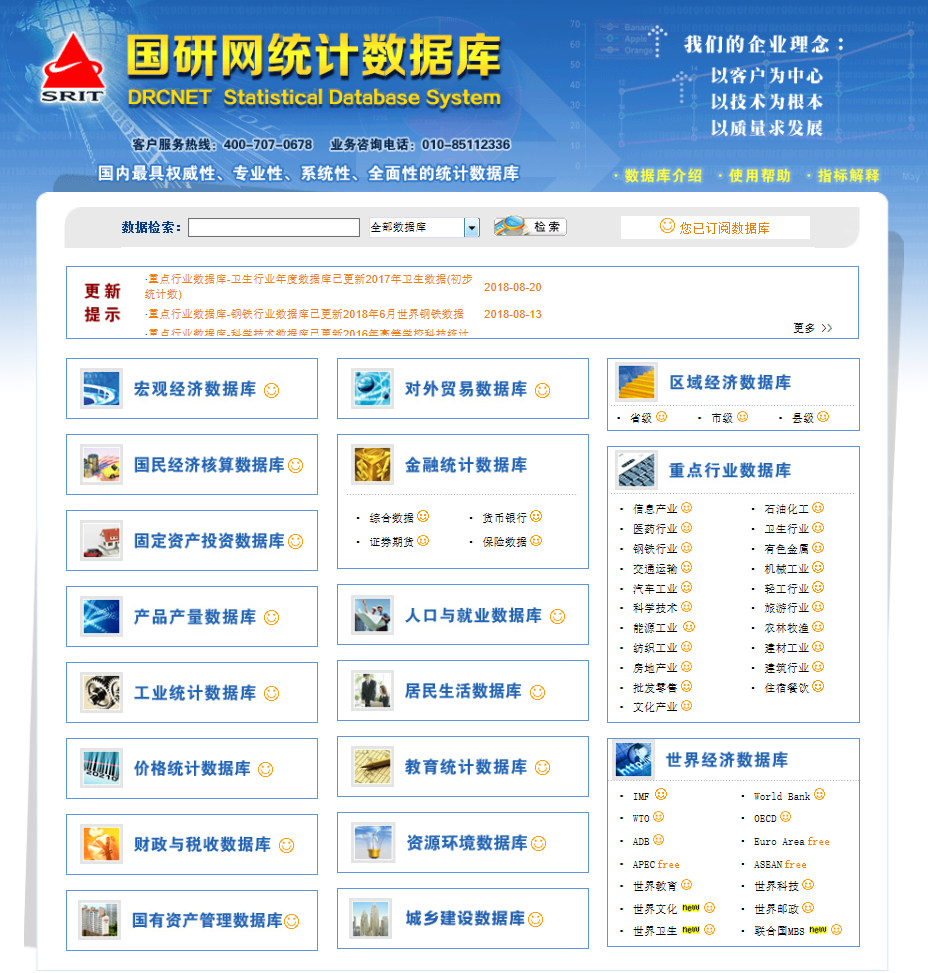 国研网统计数据库
SRIT
DRCNET Statistical Database System
我们的企业理念：
以客户为中心
以技术为根本
以质量求发展
客户服务热线：400-707-0678 业务咨询电话：010-85112336
国内最具权威性、专业性、系统性、全面性的统计数据库
·数据库介绍 ·使用帮助 ·指标解释
数据检索： 全部数据库 检索 您已订阅数据库
更新
提示
·重点行业数据库-卫生行业年度数据库已更新2017年卫生数据(初步
统计数) 2018-08-20
·重点行业数据库-钢铁行业数据库已更新2018年6月世界钢铁数据 2018-08-13
·重点行业数据库-科学技术数据库已更新2016年高等学校科技统计
更多 >>
宏观经济数据库
国民经济核算数据库
固定资产投资数据库
产品产量数据库
工业统计数据库
价格统计数据库
财政与税收数据库
国有资产管理数据库
对外贸易数据库
金融统计数据库
· 综合数据 · 货币银行
· 证券期货 · 保险数据
人口与就业数据库
居民生活数据库
教育统计数据库
资源环境数据库
城乡建设数据库
区域经济数据库
· 省级 · 市级 · 县级
重点行业数据库
· 信息产业 · 石油化工
· 医药行业 · 卫生行业
· 钢铁行业 · 有色金属
· 交通运输 · 机械工业
· 汽车工业 · 轻工行业
· 科学技术 · 旅游行业
· 能源工业 · 农林牧渔
· 纺织工业 · 建材工业
· 房地产业 · 建筑行业
· 批发零售 · 住宿餐饮
· 文化产业
世界经济数据库
· IMF · World Bank
· WTO · OECD
· ADB · Euro Area free
· APEC free · ASEAN free
· 世界教育 · 世界科技
· 世界文化 new · 世界邮政
· 世界卫生 new · 联合国MBS new